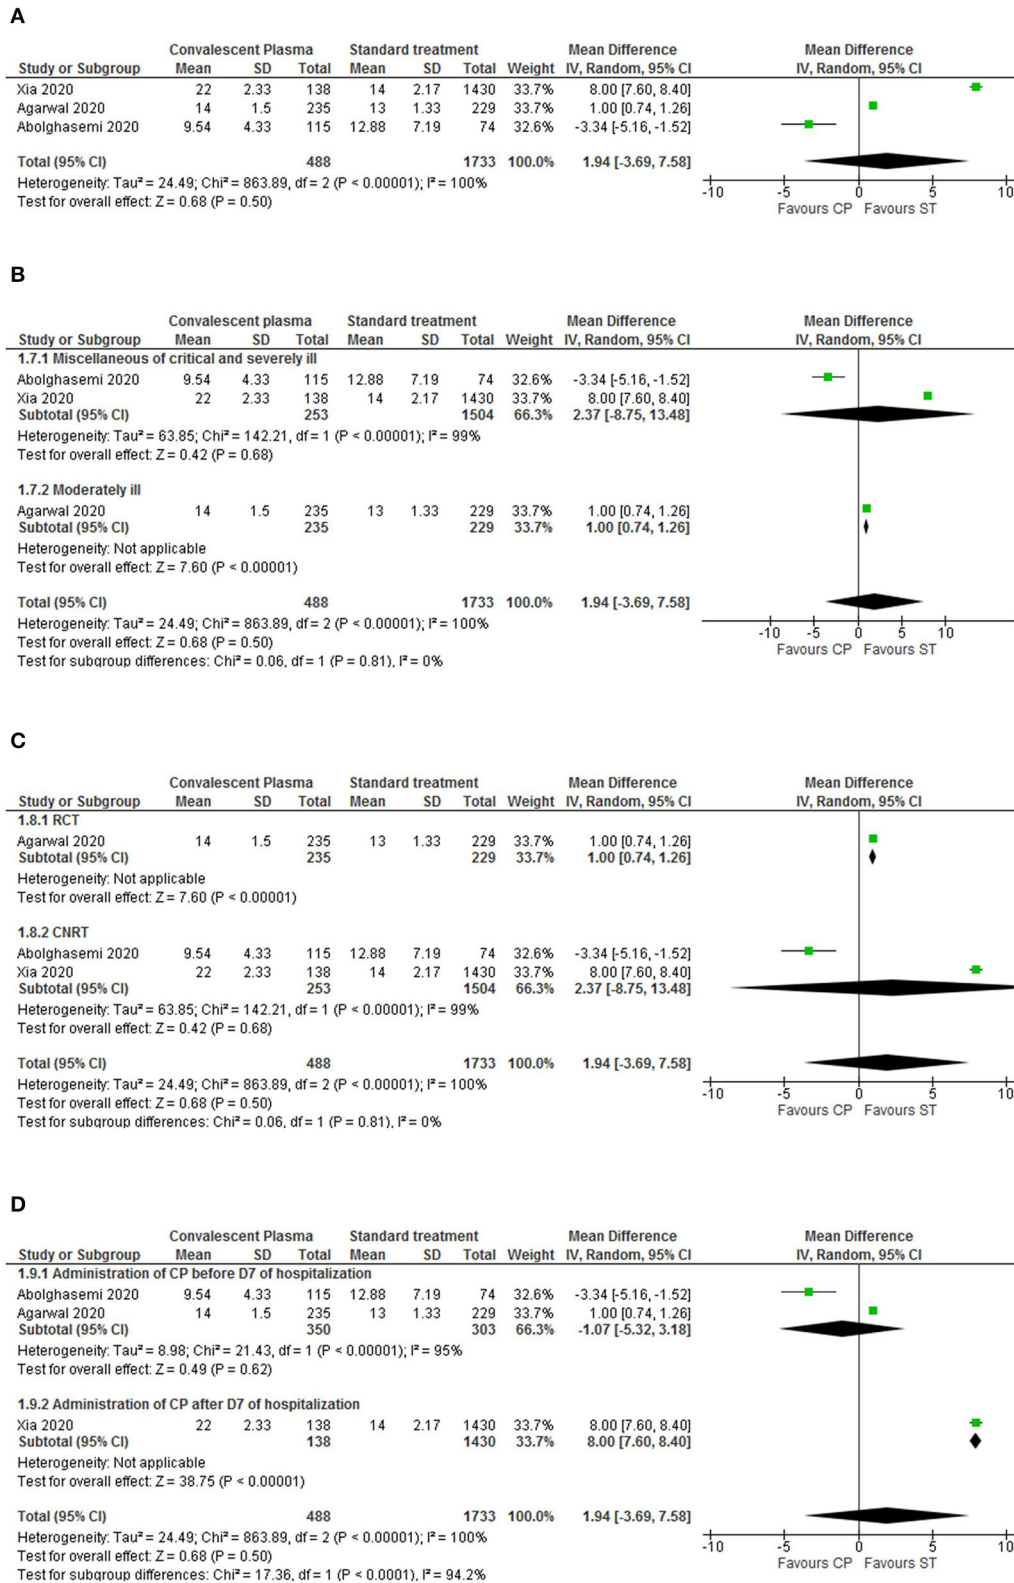 A
Convalescent Plasma Standard treatment Mean Difference Mean Difference
Study or Subgroup Mean SD Total Mean SD Total Weight IV, Random, 95% CI IV, Random, 95% CI
Xia 2020 22 2.33 138 14 2.17 1430 33.7% 8.00 [7.60, 8.40]
Agarwal 2020 14 1.5 235 13 1.33 229 33.7% 1.00 [0.74, 1.26]
Abolghasemi 2020 9.54 4.33 115 12.88 7.19 74 32.6% -3.34 [-5.16, -1.52]
Total (95% CI) 488 1733 100.0% 1.94 [-3.69, 7.58]
Heterogeneity: Tau² = 24.49; Chi² = 863.89, df = 2 (P < 0.00001); I² = 100%
Test for overall effect: Z = 0.68 (P = 0.50)
-10 -5 0 5 10
Favours CP Favours ST
B
Convalescent plasma Standard treatment Mean Difference Mean Difference
Study or Subgroup Mean SD Total Mean SD Total Weight IV, Random, 95% CI IV, Random, 95% CI
1.7.1 Miscellaneous of critical and severely ill
Abolghasemi 2020 9.54 4.33 115 12.88 7.19 74 32.6% -3.34 [-5.16, -1.52]
Xia 2020 22 2.33 138 14 2.17 1430 33.7% 8.00 [7.60, 8.40]
Subtotal (95% CI) 253 1504 66.3% 2.37 [-8.75, 13.48]
Heterogeneity: Tau² = 63.85; Chi² = 142.21, df = 1 (P < 0.00001); I² = 99%
Test for overall effect: Z = 0.42 (P = 0.68)
1.7.2 Moderately ill
Agarwal 2020 14 1.5 235 13 1.33 229 33.7% 1.00 [0.74, 1.26]
Subtotal (95% CI) 235 229 33.7% 1.00 [0.74, 1.26]
Heterogeneity: Not applicable
Test for overall effect: Z = 7.60 (P < 0.00001)
Total (95% CI) 488 1733 100.0% 1.94 [-3.69, 7.58]
Heterogeneity: Tau² = 24.49; Chi² = 863.89, df = 2 (P < 0.00001); I² = 100%
Test for overall effect: Z = 0.68 (P = 0.50)
Test for subgroup differences: Chi² = 0.06, df = 1 (P = 0.81), I² = 0%
-10 -5 0 5 10
Favours CP Favours ST
C
Convalescent Plasma Standard treatment Mean Difference Mean Difference
Study or Subgroup Mean SD Total Mean SD Total Weight IV, Random, 95% CI IV, Random, 95% CI
1.8.1 RCT
Agarwal 2020 14 1.5 235 13 1.33 229 33.7% 1.00 [0.74, 1.26]
Subtotal (95% CI) 235 229 33.7% 1.00 [0.74, 1.26]
Heterogeneity: Not applicable
Test for overall effect: Z = 7.60 (P < 0.00001)
1.8.2 CNRT
Abolghasemi 2020 9.54 4.33 115 12.88 7.19 74 32.6% -3.34 [-5.16, -1.52]
Xia 2020 22 2.33 138 14 2.17 1430 33.7% 8.00 [7.60, 8.40]
Subtotal (95% CI) 253 1504 66.3% 2.37 [-8.75, 13.48]
Heterogeneity: Tau² = 63.85; Chi² = 142.21, df = 1 (P < 0.00001); I² = 99%
Test for overall effect: Z = 0.42 (P = 0.68)
Total (95% CI) 488 1733 100.0% 1.94 [-3.69, 7.58]
Heterogeneity: Tau² = 24.49; Chi² = 863.89, df = 2 (P < 0.00001); I² = 100%
Test for overall effect: Z = 0.68 (P = 0.50)
Test for subgroup differences: Chi² = 0.06, df = 1 (P = 0.81), I² = 0%
-10 -5 0 5 10
Favours CP Favours ST
D
Convalescent Plasma Standard treatment Mean Difference Mean Difference
Study or Subgroup Mean SD Total Mean SD Total Weight IV, Random, 95% CI IV, Random, 95% CI
1.9.1 Administration of CP before D7 of hospitalization
Abolghasemi 2020 9.54 4.33 115 12.88 7.19 74 32.6% -3.34 [-5.16, -1.52]
Agarwal 2020 14 1.5 235 13 1.33 229 33.7% 1.00 [0.74, 1.26]
Subtotal (95% CI) 350 303 66.3% -1.07 [-5.32, 3.18]
Heterogeneity: Tau² = 8.98; Chi² = 21.43, df = 1 (P < 0.00001); I² = 95%
Test for overall effect: Z = 0.49 (P = 0.62)
1.9.2 Administration of CP after D7 of hospitalization
Xia 2020 22 2.33 138 14 2.17 1430 33.7% 8.00 [7.60, 8.40]
Subtotal (95% CI) 138 1430 33.7% 8.00 [7.60, 8.40]
Heterogeneity: Not applicable
Test for overall effect: Z = 38.75 (P < 0.00001)
Total (95% CI) 488 1733 100.0% 1.94 [-3.69, 7.58]
Heterogeneity: Tau² = 24.49; Chi² = 863.89, df = 2 (P < 0.00001); I² = 100%
Test for overall effect: Z = 0.68 (P = 0.50)
Test for subgroup differences: Chi² = 17.36, df = 1 (P < 0.0001), I² = 94.2%
-10 -5 0 5 10
Favours CP Favours ST